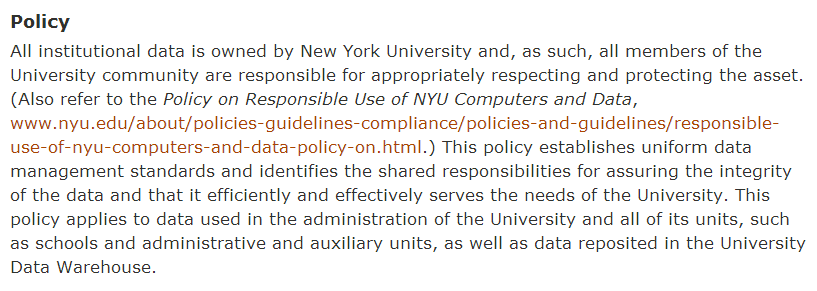 Policy
All institutional data is owned by New York University and, as such, all members of the
University community are responsible for appropriately respecting and protecting the asset.
(Also refer to the Policy on Responsible Use of NYU Computers and Data,
www.nyu.edu/about/policies-guidelines-compliance/policies-and-guidelines/responsible-
use-of-nyu-computers-and-data-policy-on.html.) This policy establishes uniform data
management standards and identifies the shared responsibilities for assuring the integrity
of the data and that it efficiently and effectively serves the needs of the University. This
policy applies to data used in the administration of the University and all of its units, such
as schools and administrative and auxiliary units, as well as data reposited in the University
Data Warehouse.